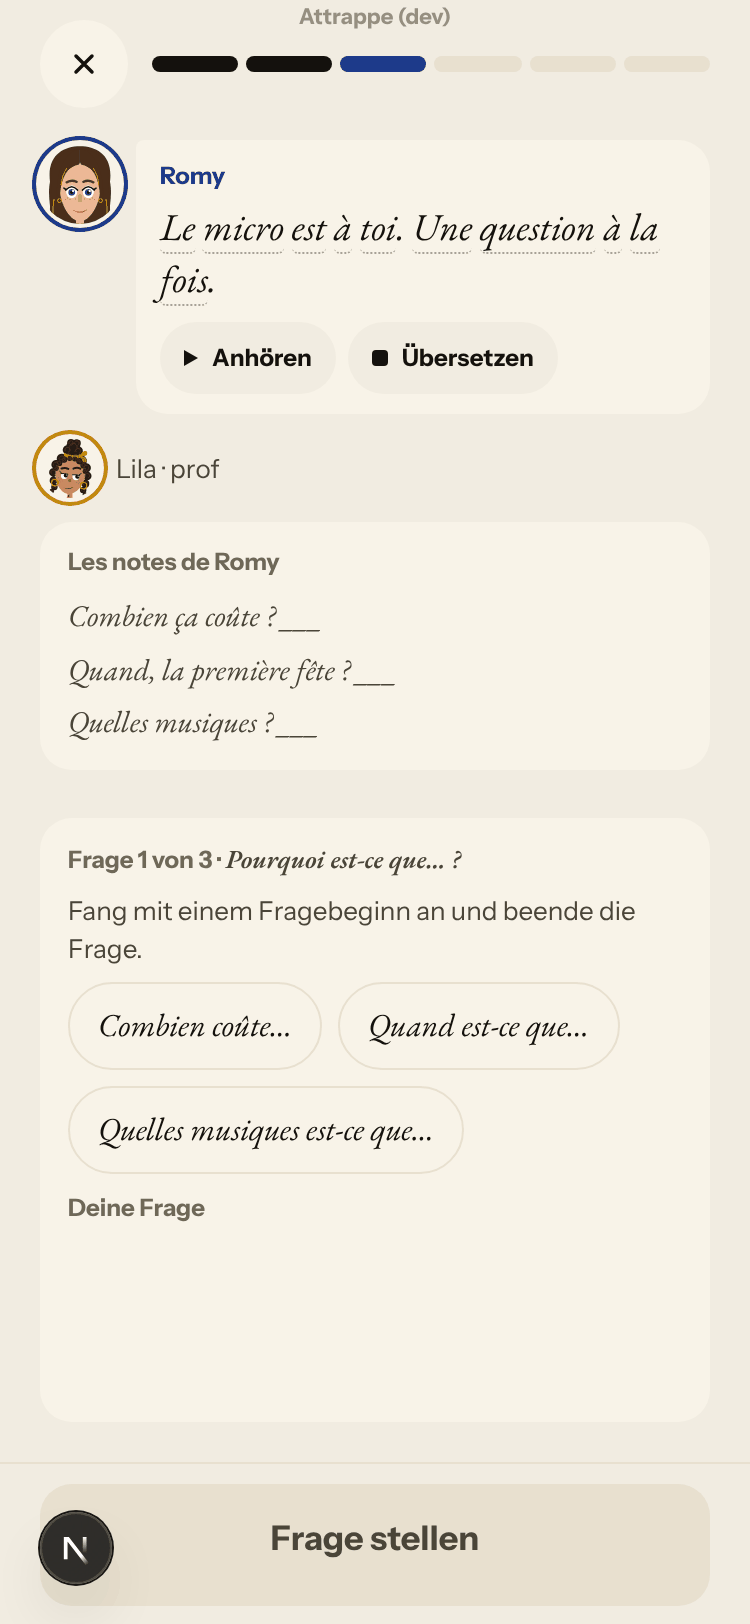 Attrappe (dev)
Romy
Le micro est à toi. Une question à la
fois.
Anhören
Übersetzen
Lila · prof
Les notes de Romy
Combien ça coûte ?___
Quand, la première fête ?___
Quelles musiques ?___
Frage 1 von 3 · Pourquoi est-ce que... ?
Fang mit einem Fragebeginn an und beende die
Frage.
Combien coûte...
Quand est-ce que...
Quelles musiques est-ce que...
Deine Frage
Frage stellen
N